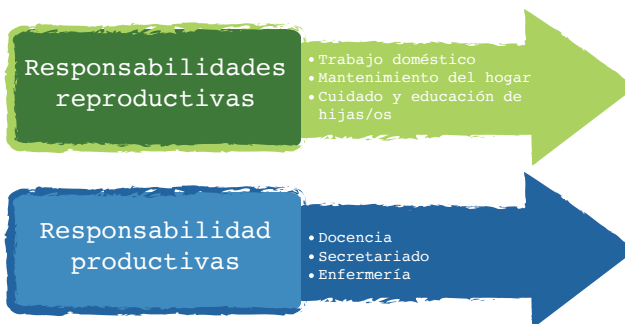 Responsabilidades
reproductivas
• Trabajo doméstico
• Mantenimiento del hogar
• Cuidado y educación de
hijas/os
Responsabilidad
productivas
• Docencia
• Secretariado
• Enfermería